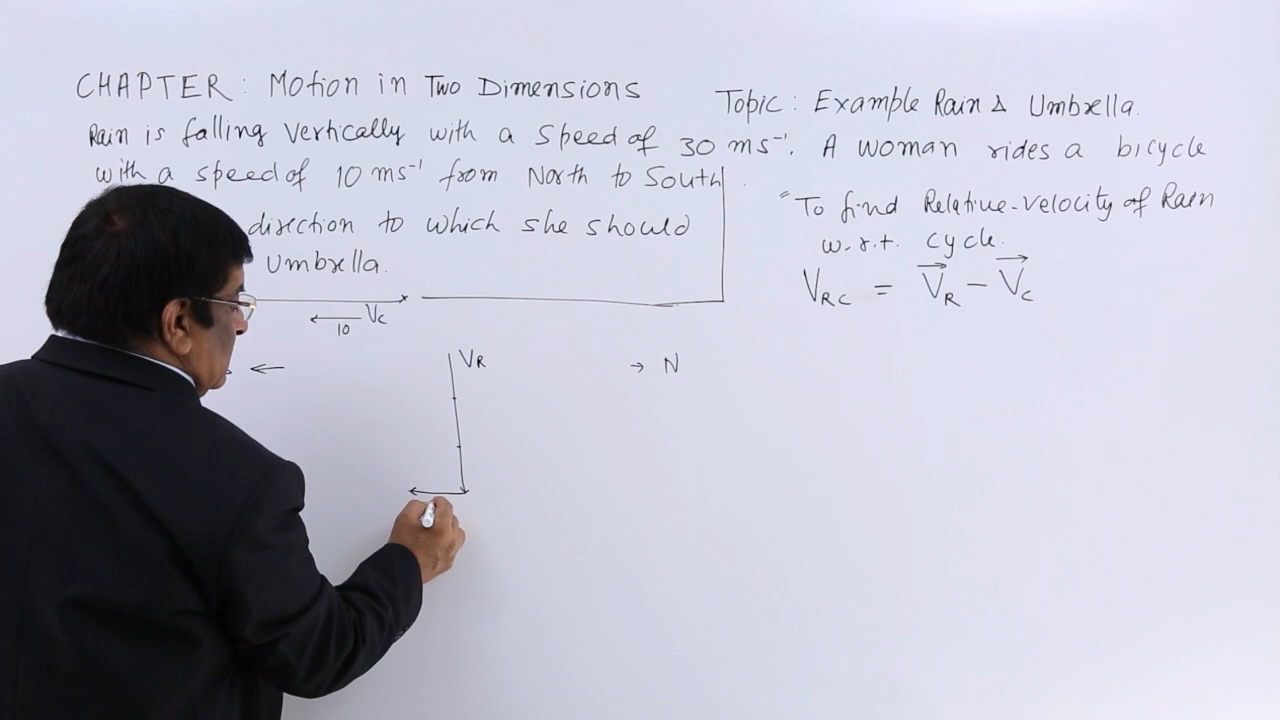 CHAPTER: Motion in Two Dimensions
Topic: Example Rain & Umbrella.
Rain is falling vertically with a speed of 30 ms⁻¹. A woman rides a bicycle
with a speed of 10 ms⁻¹ from North to South.
direction to which she should
Umbrella.
"To find Relative-velocity of Rain
w.r.t. cycle.
V_RC = V⃗_R − V⃗_C
← V_C
10
←
V_R
→ N